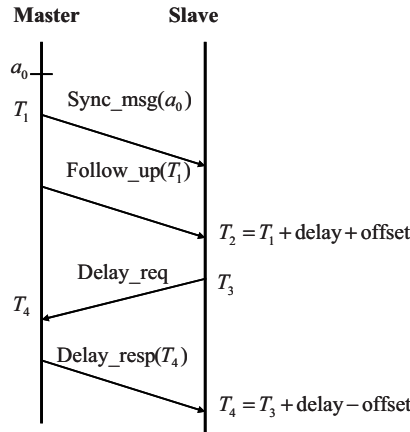 Master Slave
a₀
Sync_msg(a₀)
T₁
Follow_up(T₁)
T₂ = T₁ + delay + offset
Delay_req
T₃
T₄
Delay_resp(T₄)
T₄ = T₃ + delay − offset